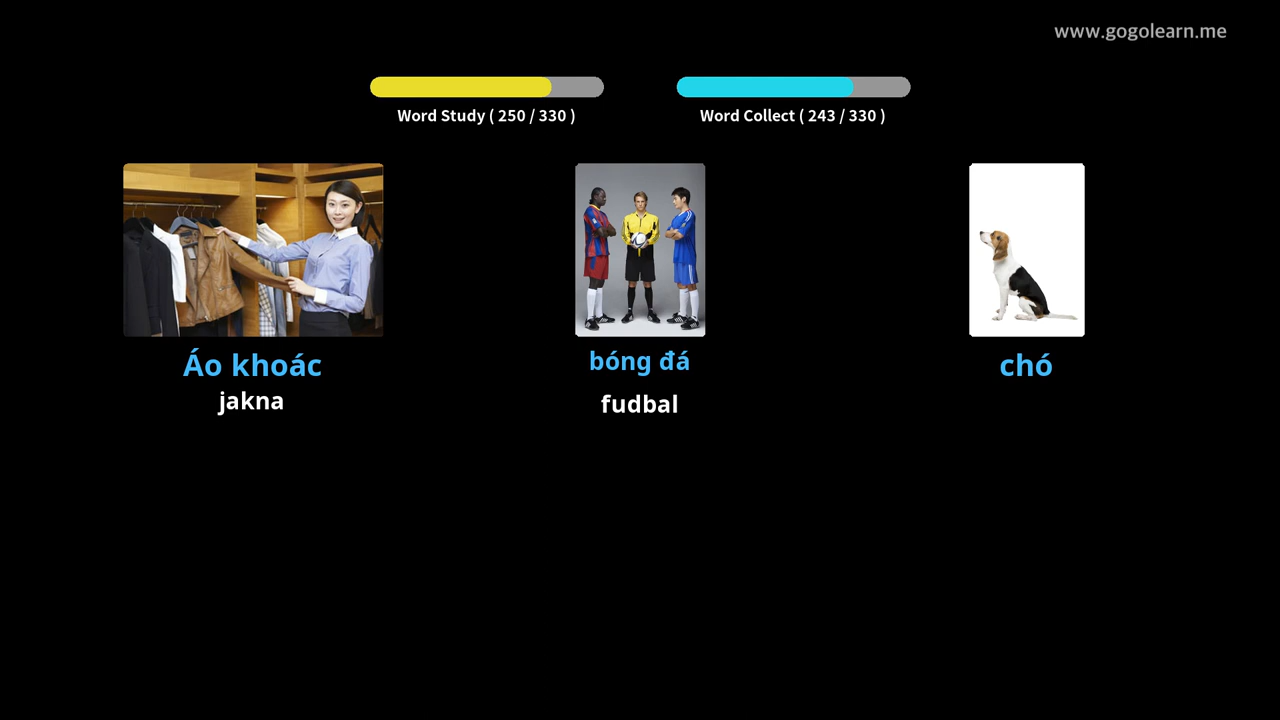 www.gogolearn.me
Word Study ( 250 / 330 )
Word Collect ( 243 / 330 )
Áo khoác
jakna
bóng đá
fudbal
chó